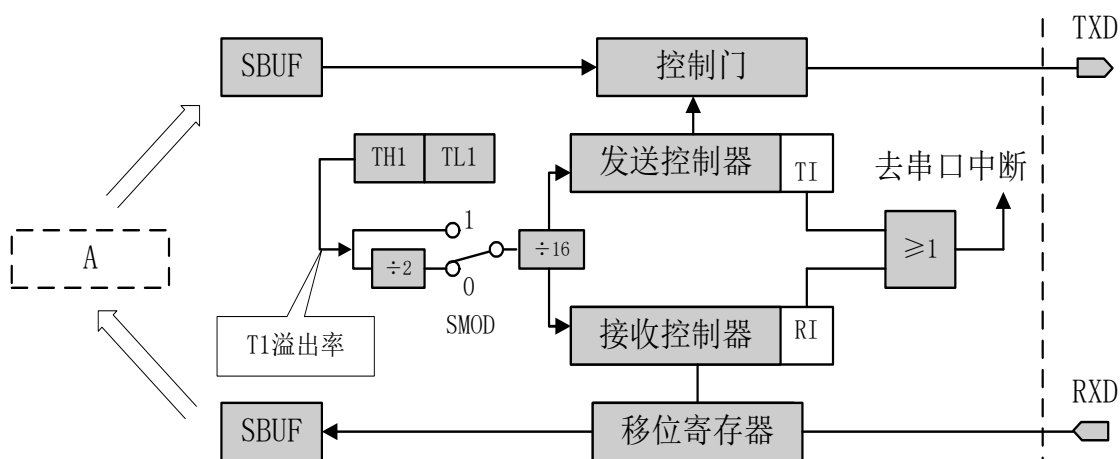 TXD
SBUF
控制门
TH1
TL1
发送控制器
TI
去串口中断
1
A
÷2
÷16
≥1
0
SMOD
T1溢出率
接收控制器
RI
RXD
SBUF
移位寄存器